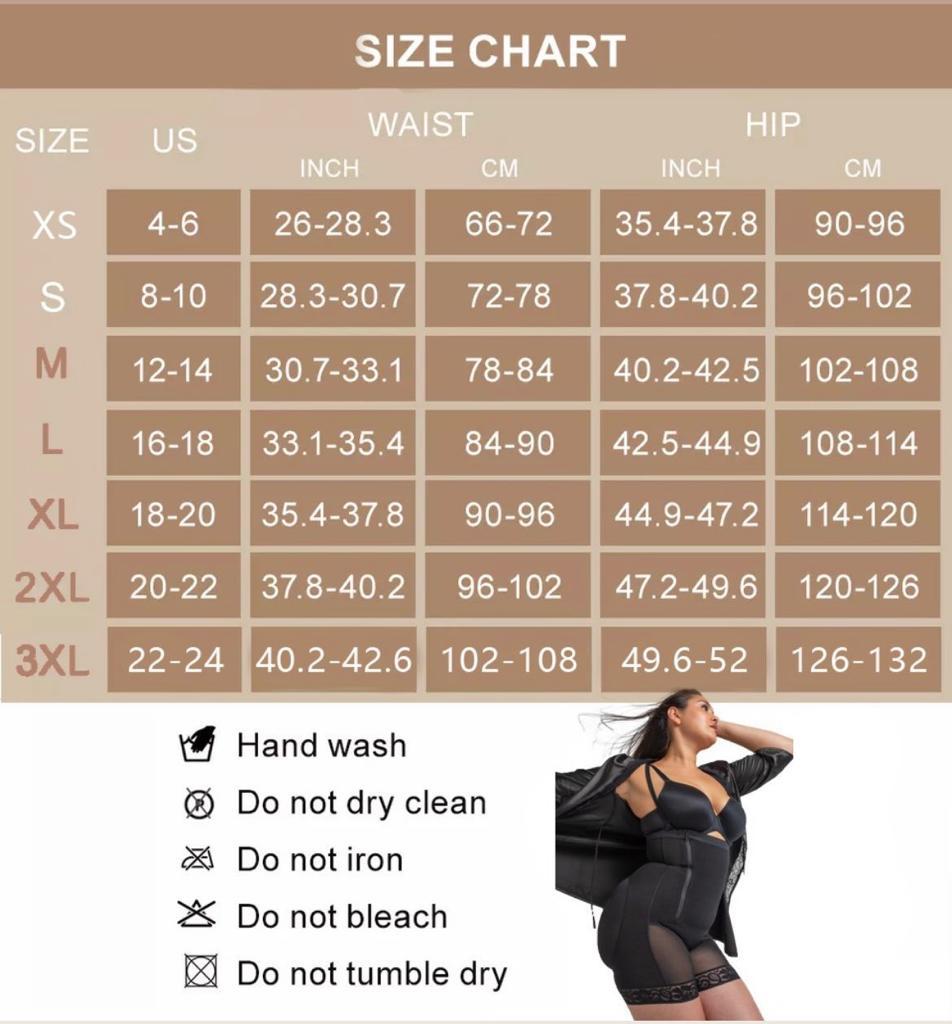 SIZE CHART
SIZE US WAIST HIP
INCH CM INCH CM
XS 4-6 26-28.3 66-72 35.4-37.8 90-96
S 8-10 28.3-30.7 72-78 37.8-40.2 96-102
M 12-14 30.7-33.1 78-84 40.2-42.5 102-108
L 16-18 33.1-35.4 84-90 42.5-44.9 108-114
XL 18-20 35.4-37.8 90-96 44.9-47.2 114-120
2XL 20-22 37.8-40.2 96-102 47.2-49.6 120-126
3XL 22-24 40.2-42.6 102-108 49.6-52 126-132
Hand wash
P Do not dry clean
Do not iron
Do not bleach
Do not tumble dry